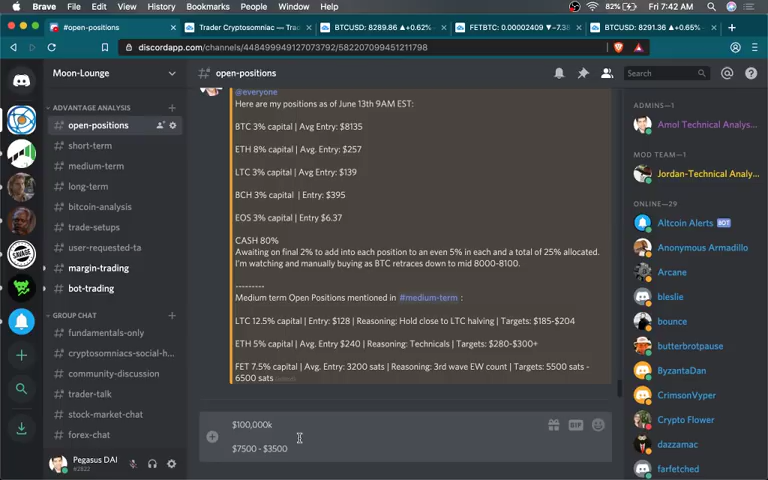 Brave File Edit View History Bookmarks People Window Help
82% Fri 7:42 AM
#open-positions
Trader Cryptosomniac — Tra
BTCUSD: 8289.86 ▲+0.62%
FETBTC: 0.00002409 ▼−7.38
BTCUSD: 8291.36 ▲+0.65%
discordapp.com/channels/448499949127073792/582207099451211798
Moon-Lounge
# open-positions
Search
ADVANTAGE ANALYSIS
# open-positions
# short-term
# medium-term
# long-term
# bitcoin-analysis
# trade-setups
# user-requested-ta
# margin-trading
# bot-trading
GROUP CHAT
# fundamentals-only
# cryptosomniacs-social-h...
# community-discussion
# trader-talk
# stock-market-chat
# forex-chat
Pegasus DAI
#2822
@everyone
Here are my positions as of June 13th 9AM EST:
BTC 3% capital | Avg Entry: $8135
ETH 8% capital | Avg. Entry: $257
LTC 3% capital | Avg Entry: $139
BCH 3% capital | Entry: $395
EOS 3% capital | Entry $6.37
CASH 80%
Awaiting on final 2% to add into each position to an even 5% in each and a total of 25% allocated.
I'm watching and manually buying as BTC retraces down to mid 8000-8100.
---------
Medium term Open Positions mentioned in #medium-term :
LTC 12.5% capital | Entry: $128 | Reasoning: Hold close to LTC halving | Targets: $185-$204
ETH 5% capital | Avg Entry $240 | Reasoning: Technicals | Targets: $280-$300+
FET 7.5% capital | Avg. Entry: 3200 sats | Reasoning: 3rd wave EW count | Targets: 5500 sats -
6500 sats (edited)
$100,000k
$7500 - $3500
GIF
ADMINS—1
Amol Technical Analys...
MOD TEAM—1
Jordan-Technical Analy...
ONLINE—29
Altcoin Alerts BOT
Anonymous Armadillo
Arcane
bleslie
bounce
butterbrotpause
ByzantaDan
CrimsonVyper
Crypto Flower
dazzamac
farfetched